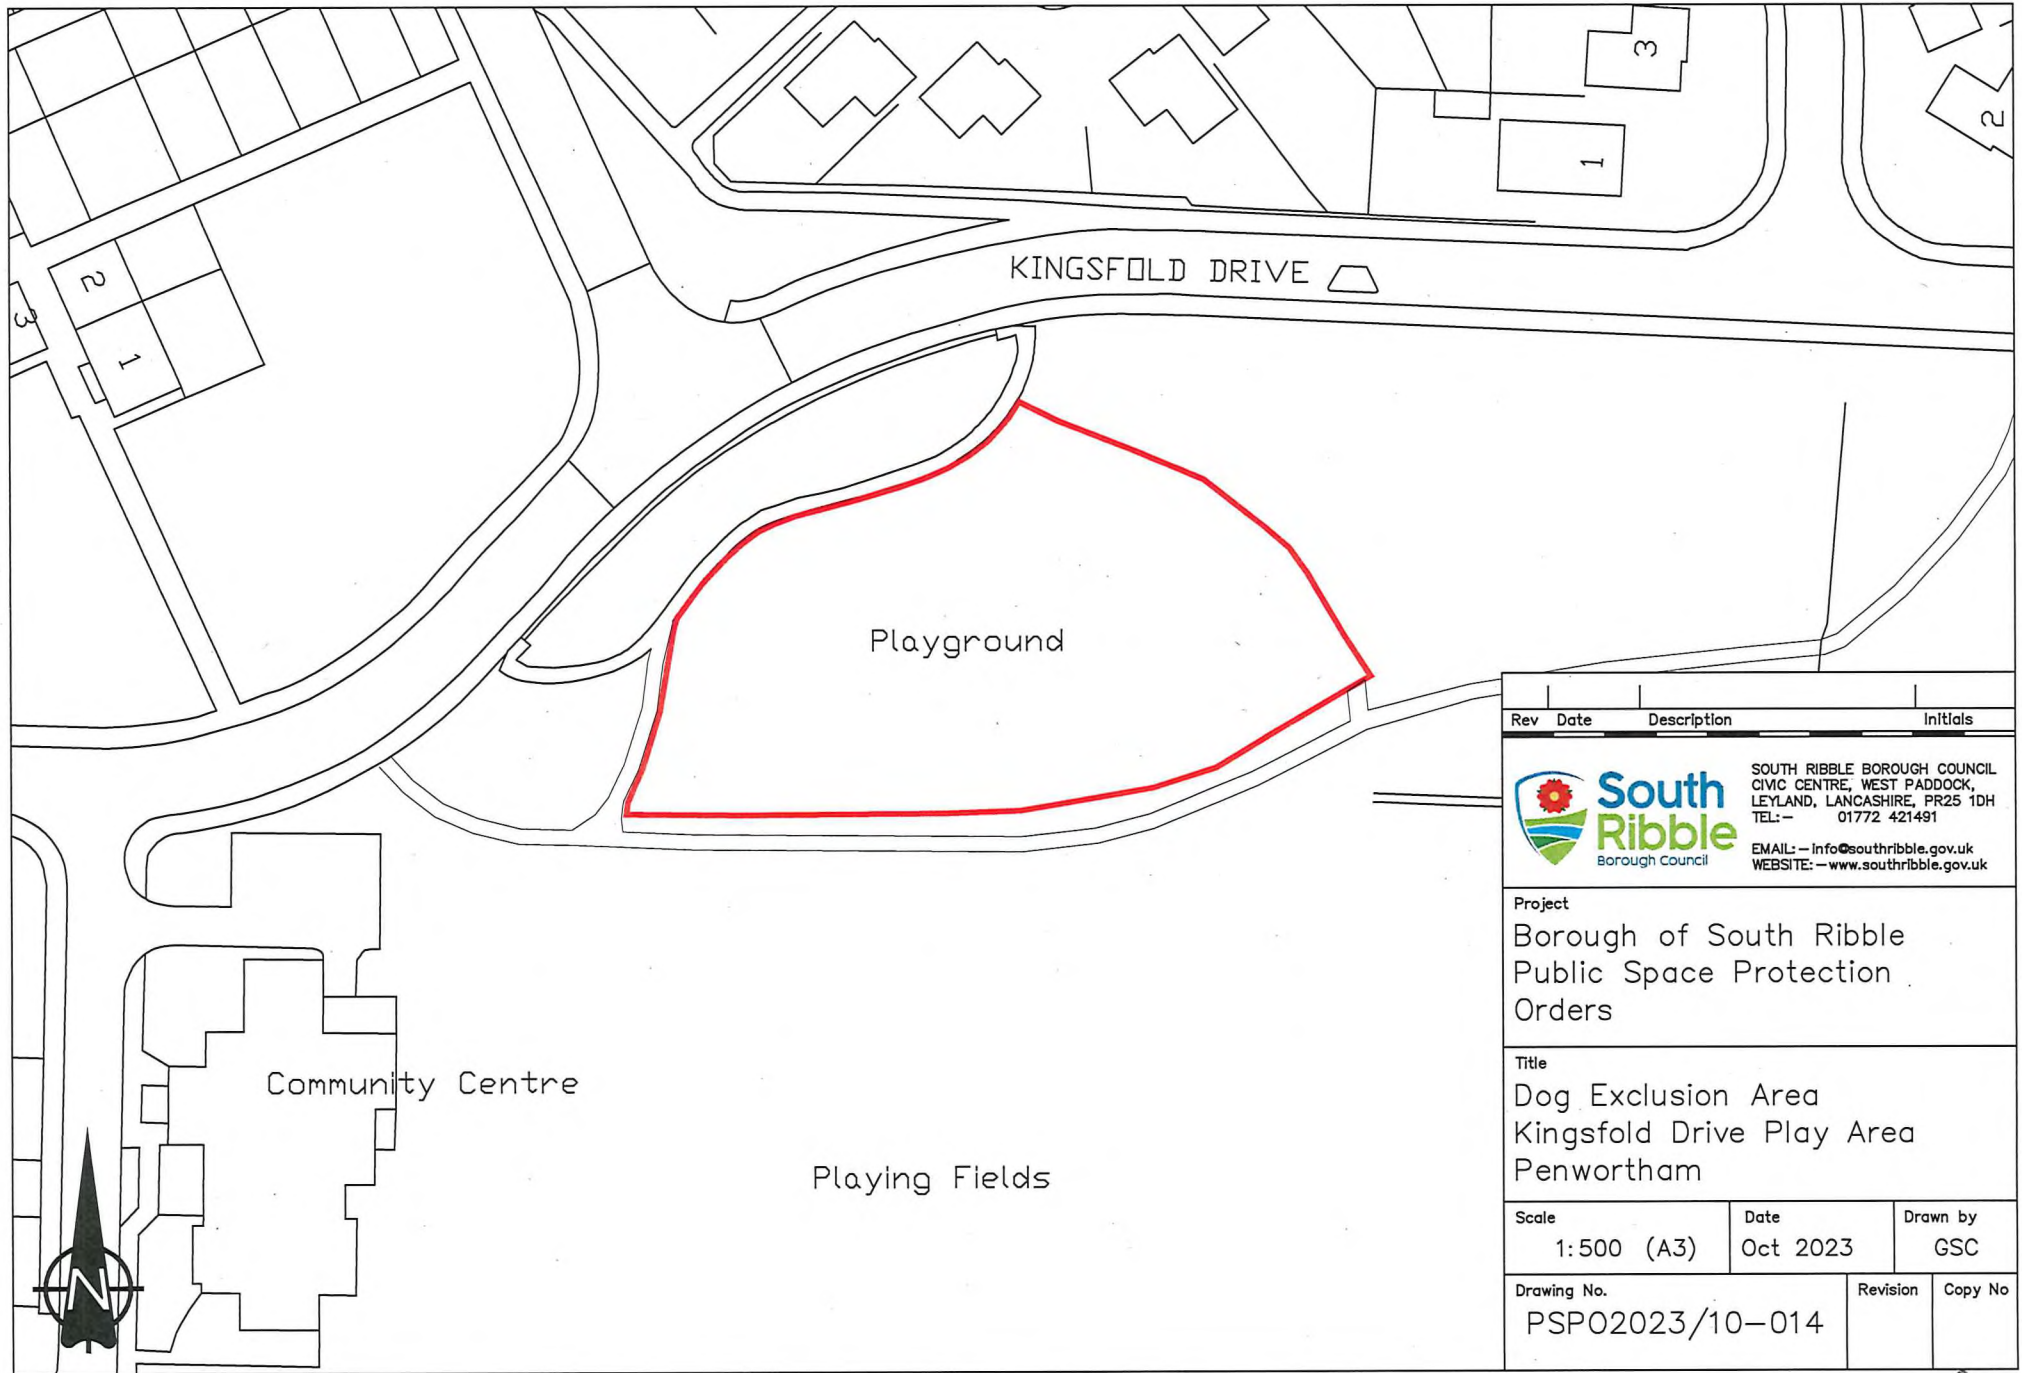 3
2
1
KINGSFOLD DRIVE
2
3
1
Playground
Community Centre
Playing Fields
N
Rev Date Description Initials
South
Ribble
Borough Council
SOUTH RIBBLE BOROUGH COUNCIL
CIVIC CENTRE, WEST PADDOCK,
LEYLAND, LANCASHIRE, PR25 1DH
TEL:- 01772 421491
EMAIL:-info@southribble.gov.uk
WEBSITE:-www.southribble.gov.uk
Project
Borough of South Ribble
Public Space Protection
Orders
Title
Dog Exclusion Area
Kingsfold Drive Play Area
Penwortham
Scale
1:500 (A3)
Date
Oct 2023
Drawn by
GSC
Drawing No.
PSPO2023/10-014
Revision
Copy No